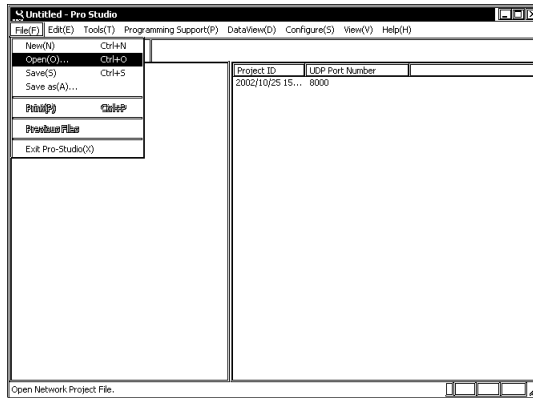 Untitled - Pro Studio
File(F) Edit(E) Tools(T) Programming Support(P) DataView(D) Configure(S) View(V) Help(H)
New(N) Ctrl+N
Open(O)... Ctrl+O
Save(S) Ctrl+S
Save as(A)...
Print(P) Ctrl+P
Previous Files
Exit Pro-Studio(X)
Project ID UDP Port Number
2002/10/25 15... 8000
Open Network Project File.